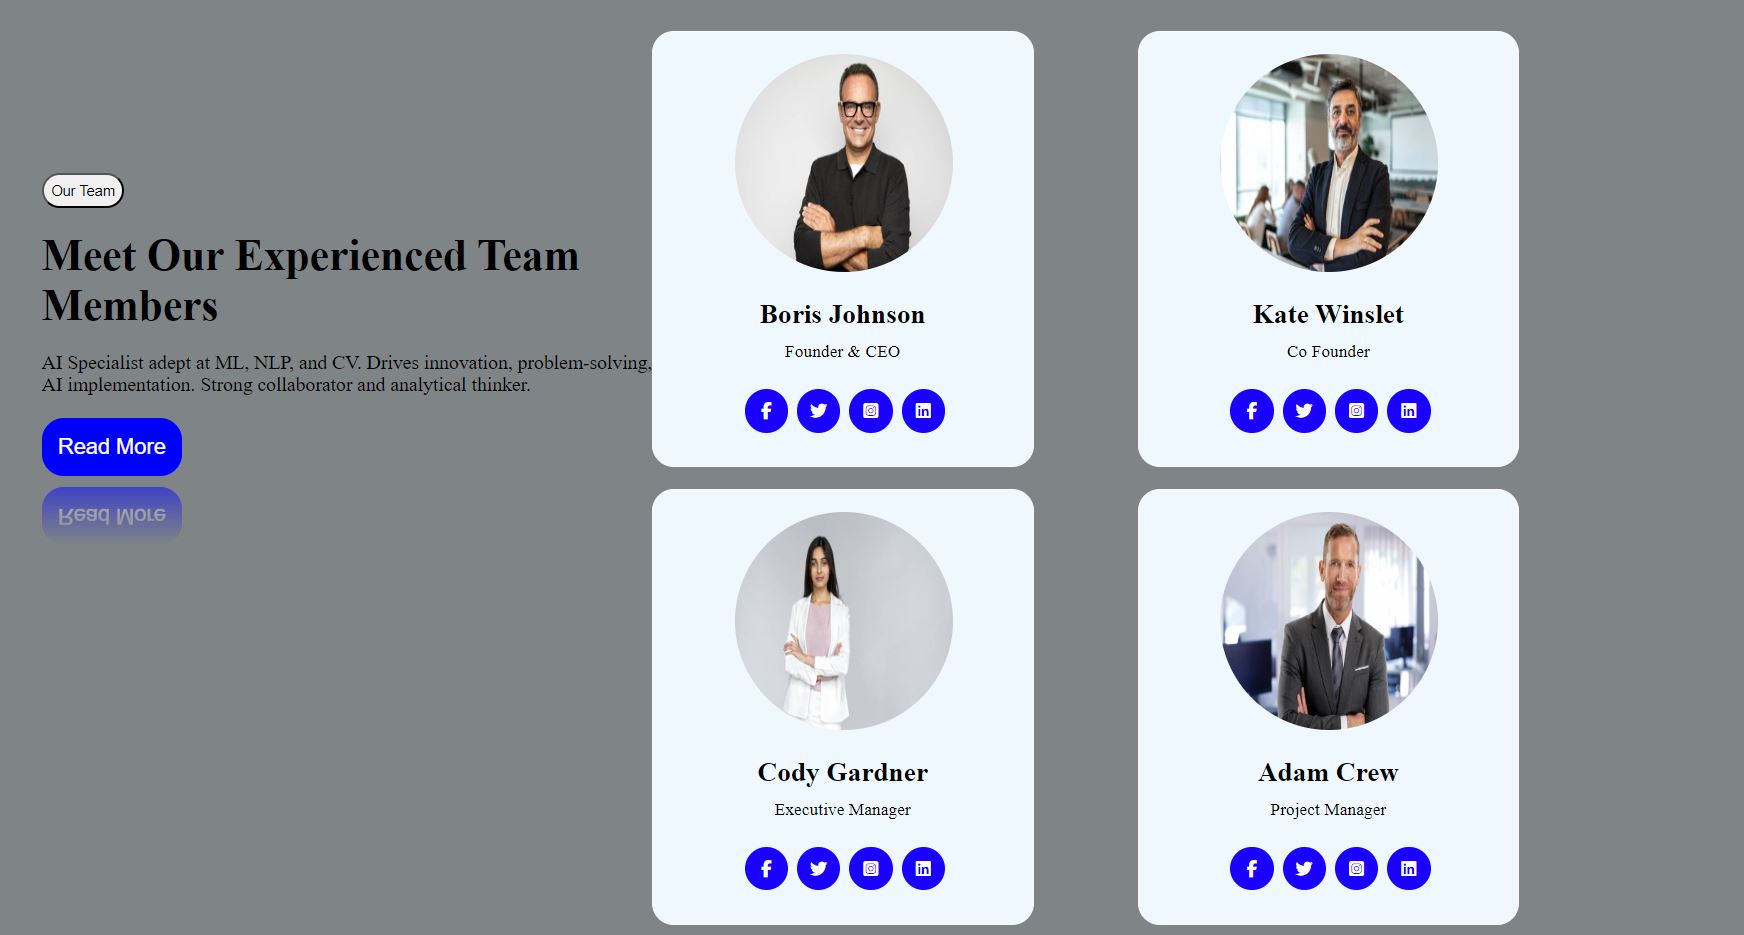 Our Team
Meet Our Experienced Team
Members
AI Specialist adept at ML, NLP, and CV. Drives innovation, problem-solving,
AI implementation. Strong collaborator and analytical thinker.
Read More
Read More
Boris Johnson
Founder & CEO
Kate Winslet
Co Founder
Cody Gardner
Executive Manager
Adam Crew
Project Manager